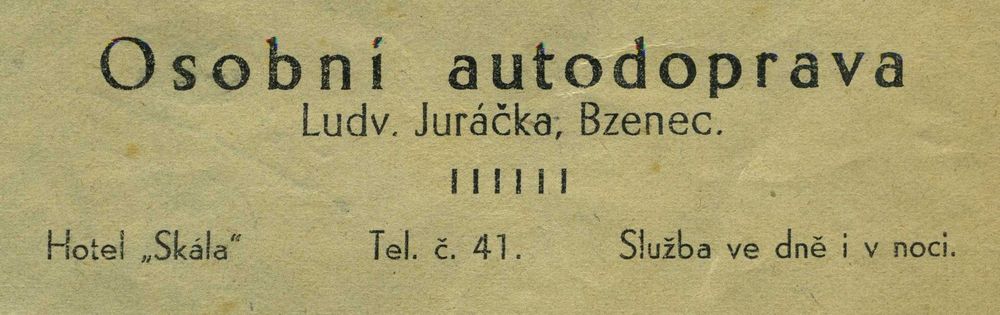 Osobní autodoprava
Ludv. Juráčka, Bzenec.
Hotel „Skála“ Tel. č. 41. Služba ve dně i v noci.